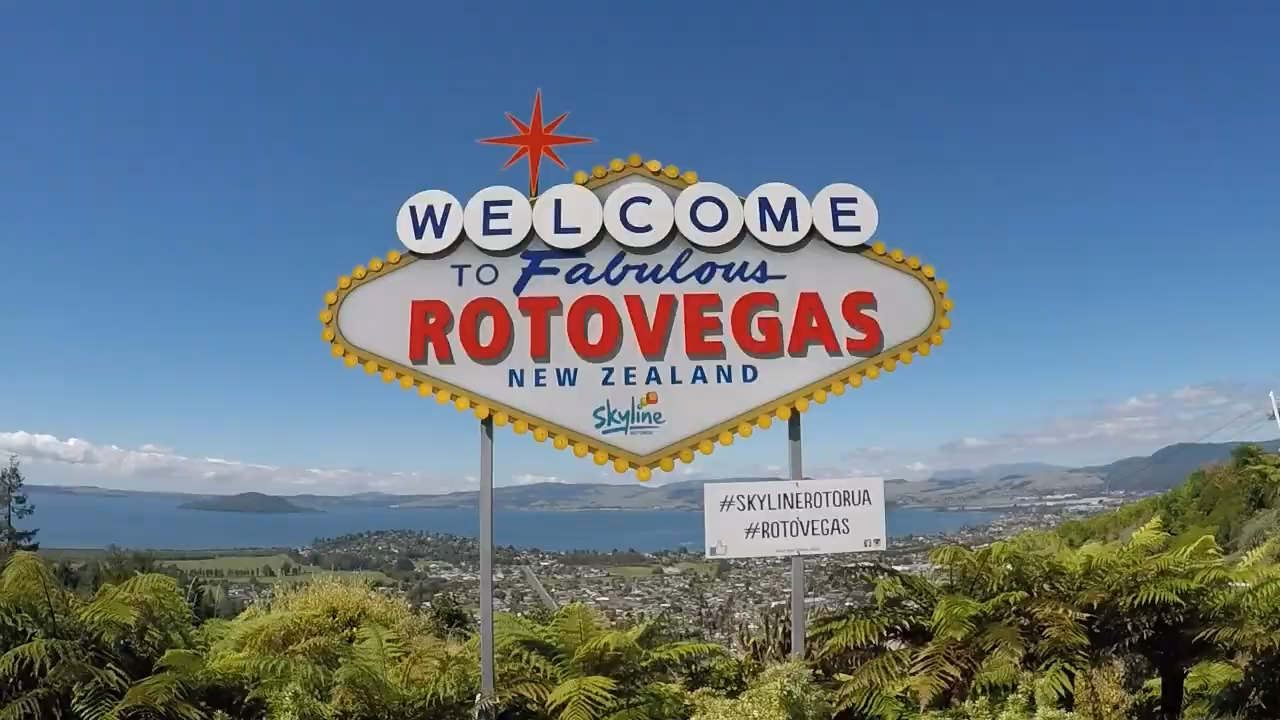 WELCOME
TO Fabulous
ROTOVEGAS
NEW ZEALAND
Skyline
#SKYLINEROTORUA
#ROTOVEGAS